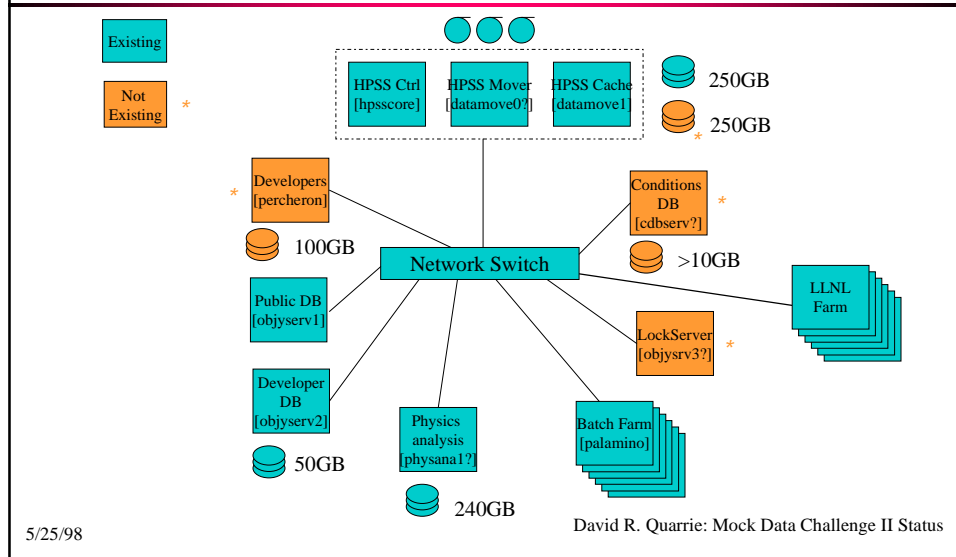 Existing
Not
Existing
*
HPSS Ctrl
[hpsscore]
HPSS Mover
[datamove0?]
HPSS Cache
[datamove1]
250GB
250GB
*
*
Developers
[percheron]
100GB
Conditions
DB
[cdbserv?]
*
>10GB
Network Switch
Public DB
[objyserv1]
LLNL
Farm
LockServer
[objysrv3?]
*
Developer
DB
[objyserv2]
50GB
Physics
analysis
[physana1?]
240GB
Batch Farm
[palamino]
5/25/98
David R. Quarrie: Mock Data Challenge II Status